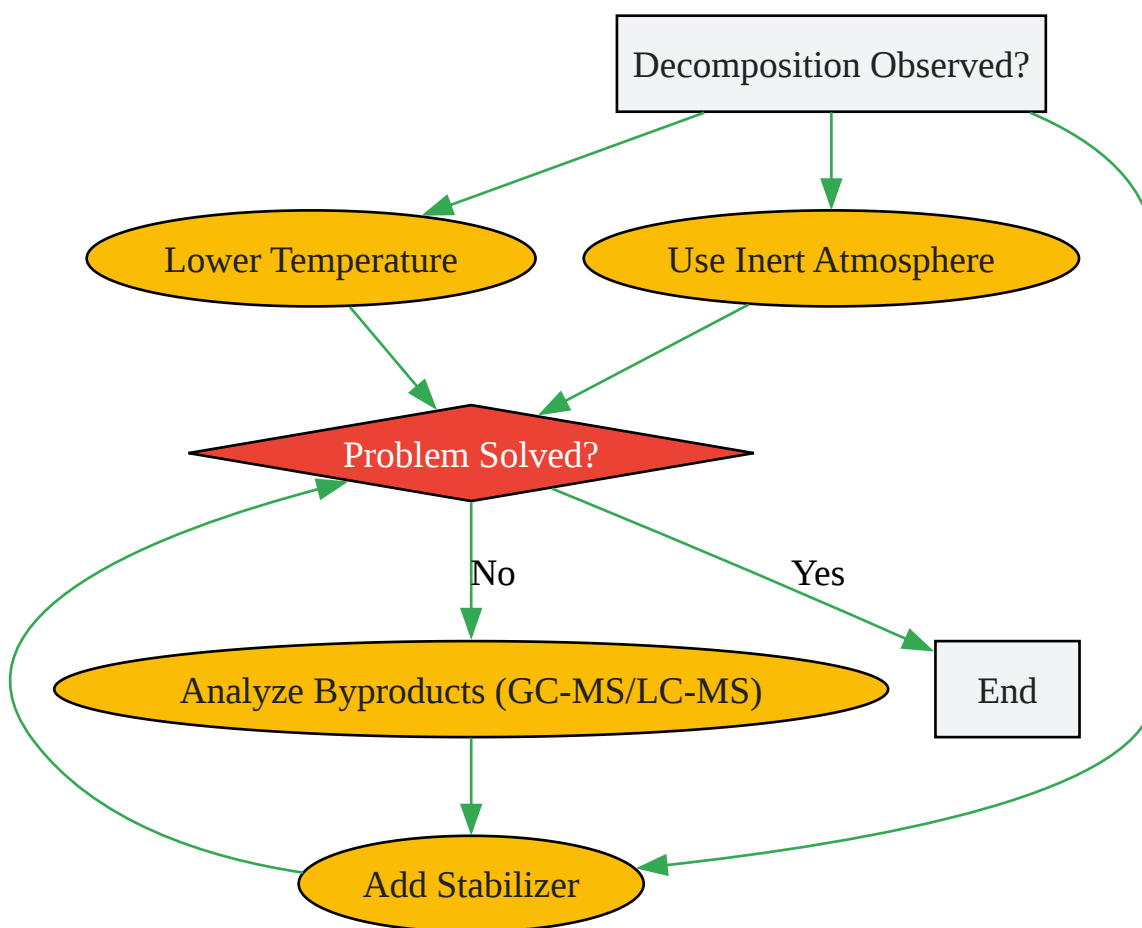 Decomposition Observed?
Lower Temperature
Use Inert Atmosphere
Problem Solved?
No
Yes
Analyze Byproducts (GC-MS/LC-MS)
End
Add Stabilizer